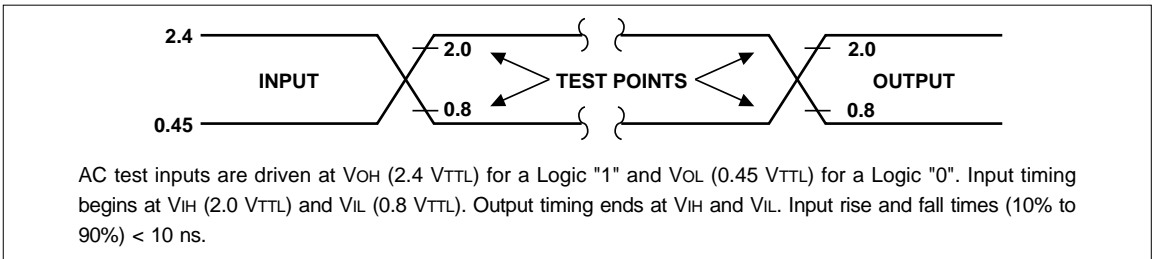 2.4
2.0
2.0
INPUT
TEST POINTS
OUTPUT
0.8
0.8
0.45
AC test inputs are driven at VOH (2.4 VTTL) for a Logic "1" and VOL (0.45 VTTL) for a Logic "0". Input timing
begins at VIH (2.0 VTTL) and VIL (0.8 VTTL). Output timing ends at VIH and VIL. Input rise and fall times (10% to
90%) < 10 ns.